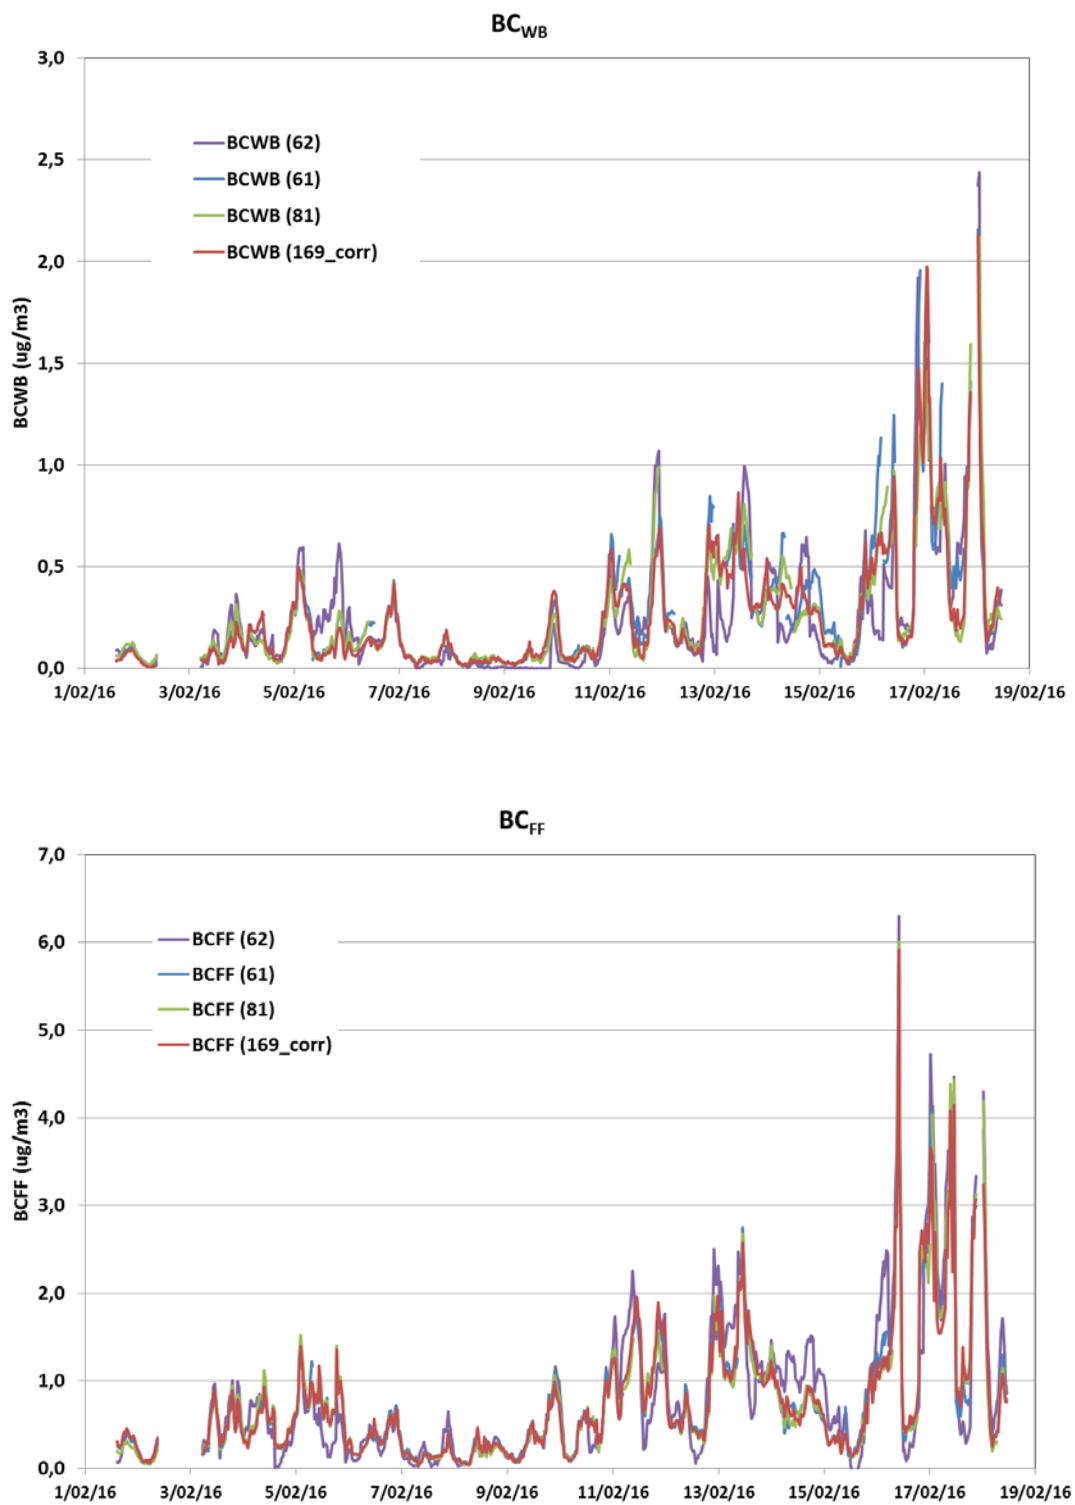 BCWB
3,0
2,5
2,0
1,5
1,0
0,5
0,0
BCWB (ug/m3)
BCWB (62)
BCWB (61)
BCWB (81)
BCWB (169_corr)
1/02/16 3/02/16 5/02/16 7/02/16 9/02/16 11/02/16 13/02/16 15/02/16 17/02/16 19/02/16
BCFF
7,0
6,0
5,0
4,0
3,0
2,0
1,0
0,0
BCFF (ug/m3)
BCFF (62)
BCFF (61)
BCFF (81)
BCFF (169_corr)
1/02/16 3/02/16 5/02/16 7/02/16 9/02/16 11/02/16 13/02/16 15/02/16 17/02/16 19/02/16